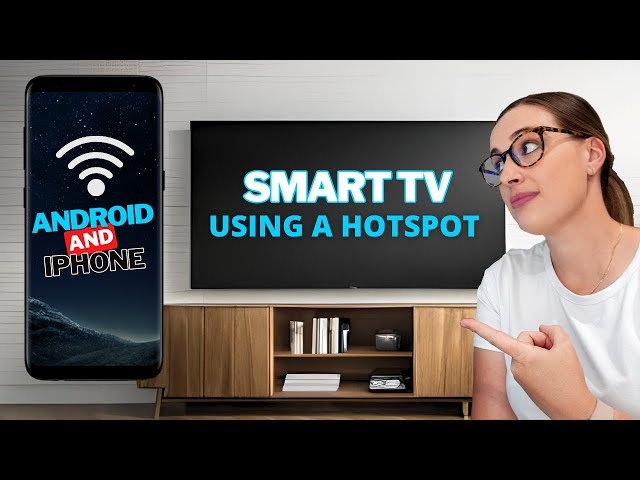 ANDROID
AND
IPHONE
SMART TV
USING A HOTSPOT